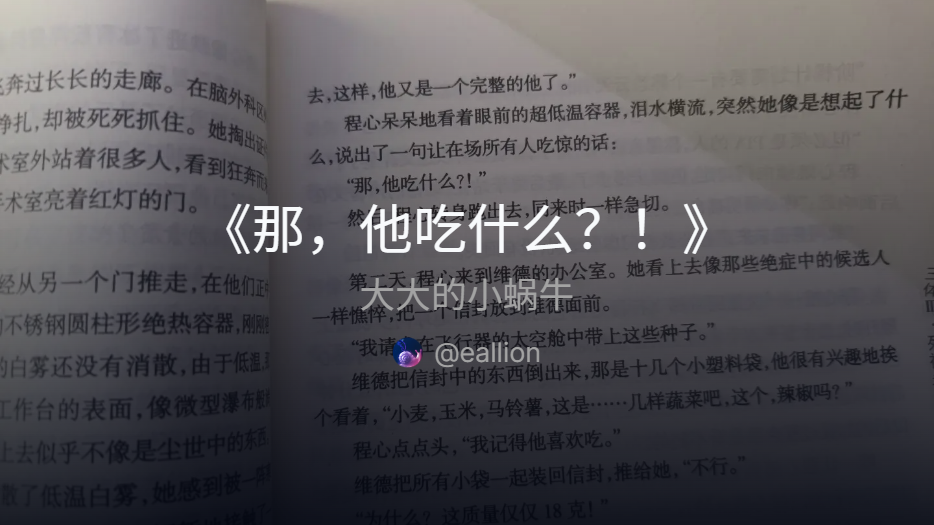 奔过长长的走廊。在脑外科区
挣扎,却被死死抓住。她掏出证
术室外站着很多人,看到狂奔而
手术室亮着红灯的门。
经从另一个门推走,在他们正中
不锈钢圆柱形绝热容器,刚刚
的白雾还没有消散,由于低温,
工作台的表面,像微型瀑布般
上去似乎不像是尘世中的东西
散了低温白雾,她感到被一阵
去,这样,他又是一个完整的他了。”
程心呆呆地看着眼前的超低温容器,泪水横流,突然她像是想起了什
么,说出了一句让在场所有人吃惊的话:
“那,他吃什么?!”
然后程心转身跑出去,同来时一样急切。
《那，他吃什么？！》
第二天,程心来到维德的办公室。她看上去像那些绝症中的候选人
大大的小蜗牛
一样憔悴,把一个信封放到维德面前。
“我请在飞行器的太空舱中带上这些种子。”
@eallion
维德把信封中的东西倒出来,那是十几个小塑料袋,他很有兴趣地挨
个看着,“小麦,玉米,马铃薯,这是……几样蔬菜吧,这个,辣椒吗?”
程心点点头,“我记得他喜欢吃。”
维德把所有小袋一起装回信封,推给她,“不行。”
“为什么?这质量仅仅 18 克!”